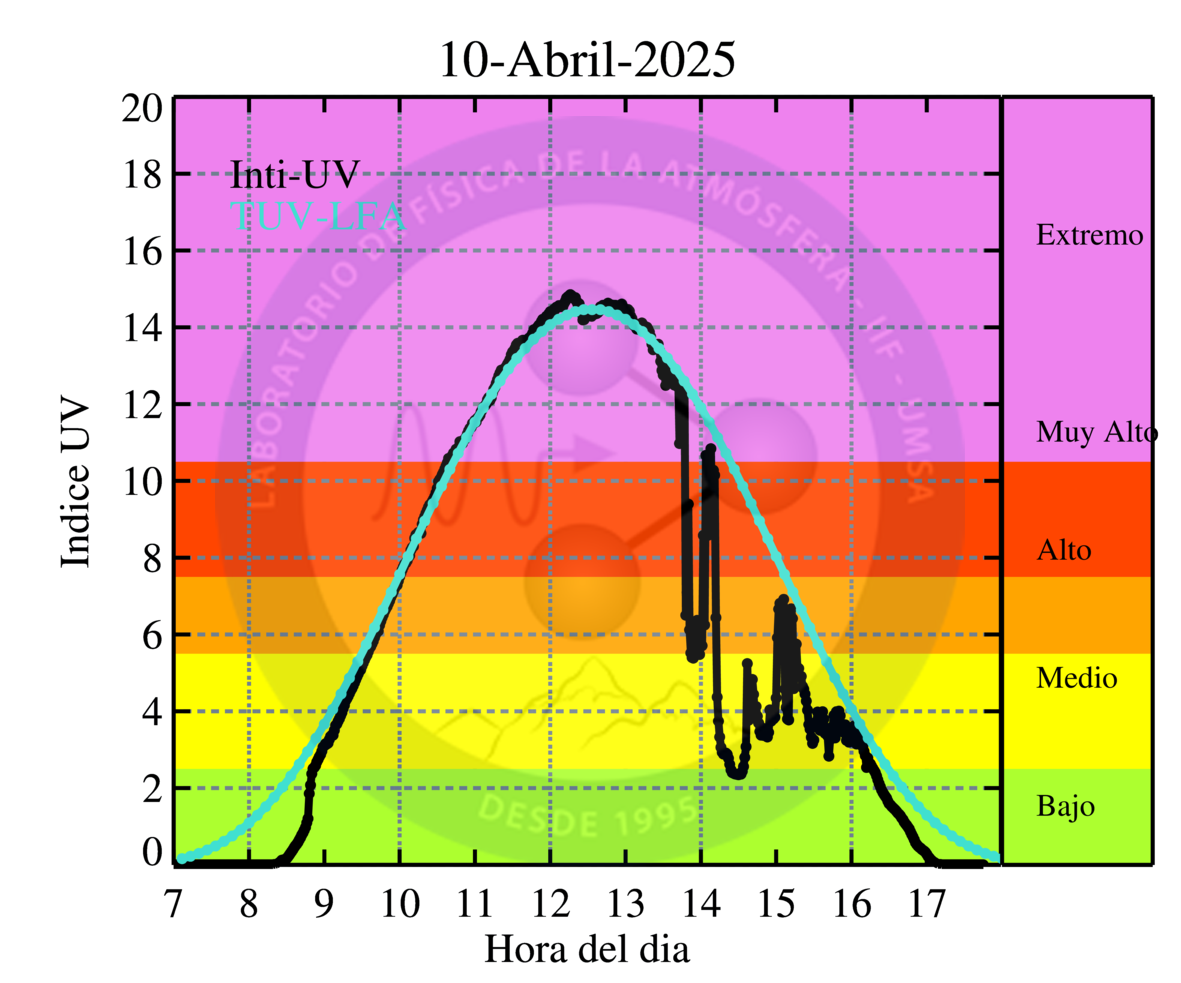 10-Abril-2025
20
18
16
14
12
10
8
6
4
2
0
Indice UV
Inti-UV
TUV-LFA
LABORATORIO DE FÍSICA DE LA ATMÓSFERA - IIF - UMSA
DESDE 1995
Extremo
Muy Alto
Alto
Medio
Bajo
7 8 9 10 11 12 13 14 15 16 17
Hora del dia